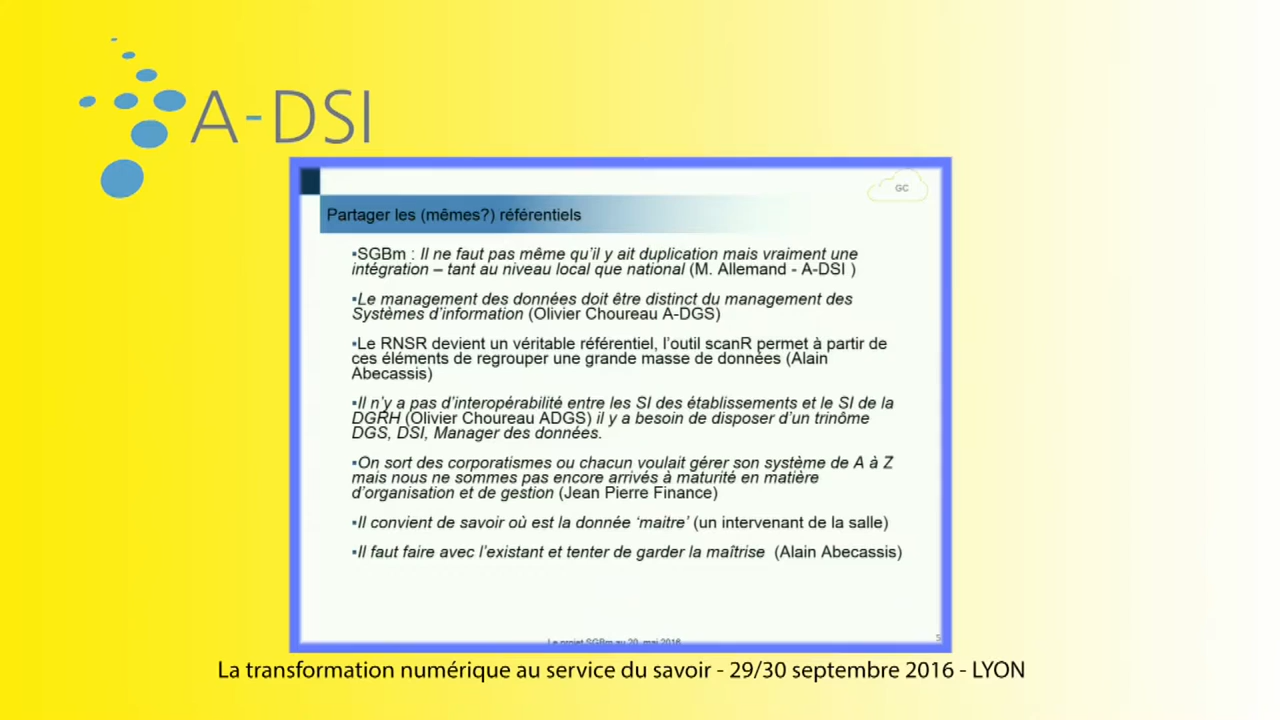 A-DSI
GC
Partager les (mêmes?) référentiels
▪SGBm : Il ne faut pas même qu'il y ait duplication mais vraiment une
intégration – tant au niveau local que national (M. Allemand - A-DSI )
▪Le management des données doit être distinct du management des
Systèmes d'information (Olivier Choureau A-DGS)
▪Le RNSR devient un véritable référentiel, l'outil scanR permet à partir de
ces éléments de regrouper une grande masse de données (Alain
Abecassis)
▪Il n'y a pas d'interopérabilité entre les SI des établissements et le SI de la
DGRH (Olivier Choureau ADGS) il y a besoin de disposer d'un trinôme
DGS, DSI, Manager des données.
▪On sort des corporatismes ou chacun voulait gérer son système de A à Z
mais nous ne sommes pas encore arrivés à maturité en matière
d'organisation et de gestion (Jean Pierre Finance)
▪Il convient de savoir où est la donnée 'maitre' (un intervenant de la salle)
▪Il faut faire avec l'existant et tenter de garder la maîtrise (Alain Abecassis)
Le projet SGBm au 20 mai 2016
La transformation numérique au service du savoir - 29/30 septembre 2016 - LYON